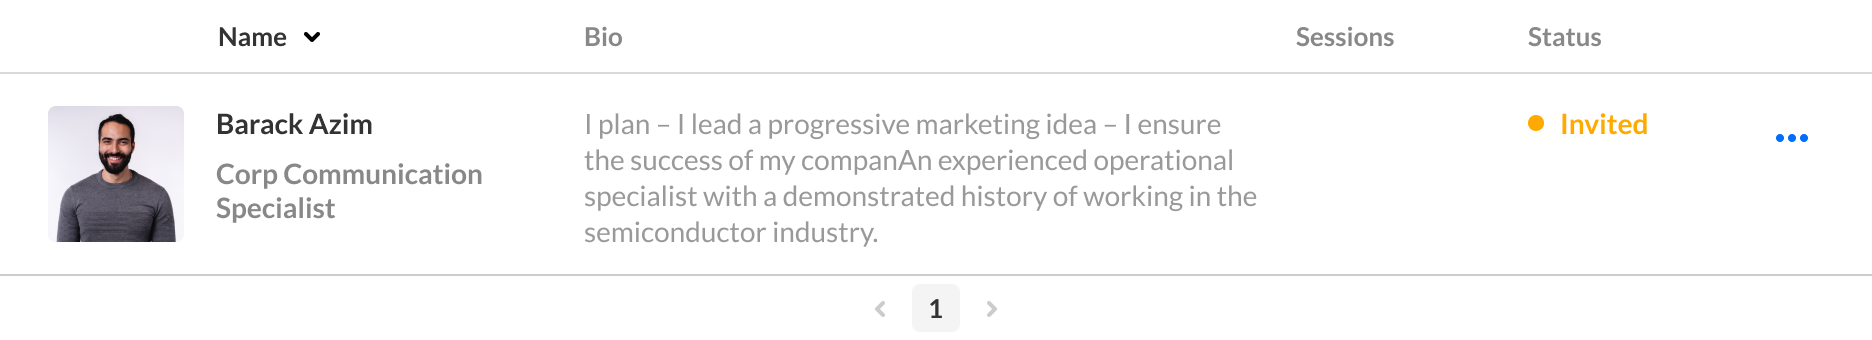 Name Bio Sessions Status
Barack Azim
Corp Communication
Specialist
I plan – I lead a progressive marketing idea – I ensure
the success of my companAn experienced operational
specialist with a demonstrated history of working in the
semiconductor industry.
Invited
1